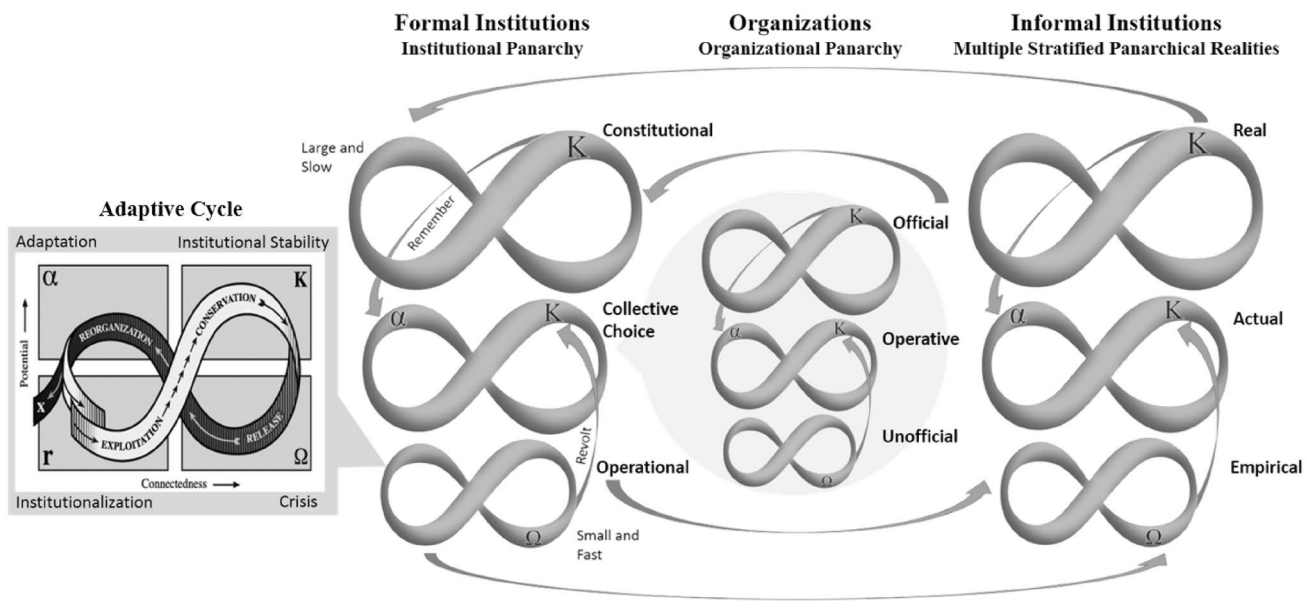 Formal Institutions
Institutional Panarchy
Organizations
Organizational Panarchy
Informal Institutions
Multiple Stratified Panarchical Realities
Large and
Slow
Remember
K
Constitutional
α
K
Collective
Choice
Revolt
Operational
Ω
Small and
Fast
K
Official
α
K
Operative
Unofficial
Ω
K
Real
α
K
Actual
Empirical
Ω
Adaptive Cycle
Adaptation
Institutional Stability
α
K
REORGANIZATION
CONSERVATION
Potential
x
EXPLOITATION
RELEASE
r
Ω
Connectedness
Institutionalization
Crisis